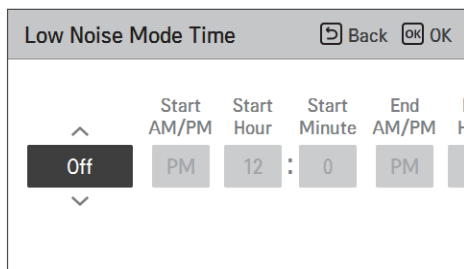 Low Noise Mode Time Back OK OK
Start Start Start End
AM/PM Hour Minute AM/PM
Off PM 12 : 0 PM